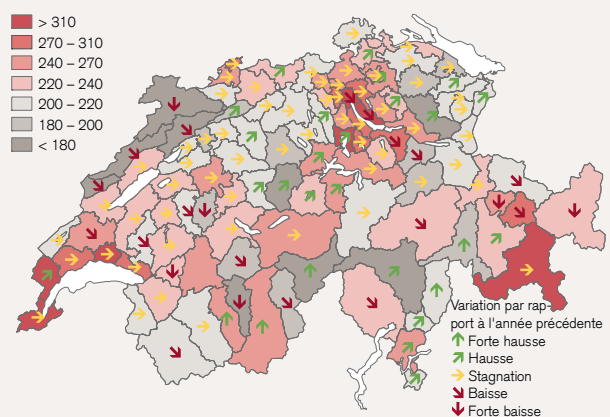 > 310
270 – 310
240 – 270
220 – 240
200 – 220
180 – 200
< 180
Variation par rap-
port à l'année précédente
Forte hausse
Hausse
Stagnation
Baisse
Forte baisse